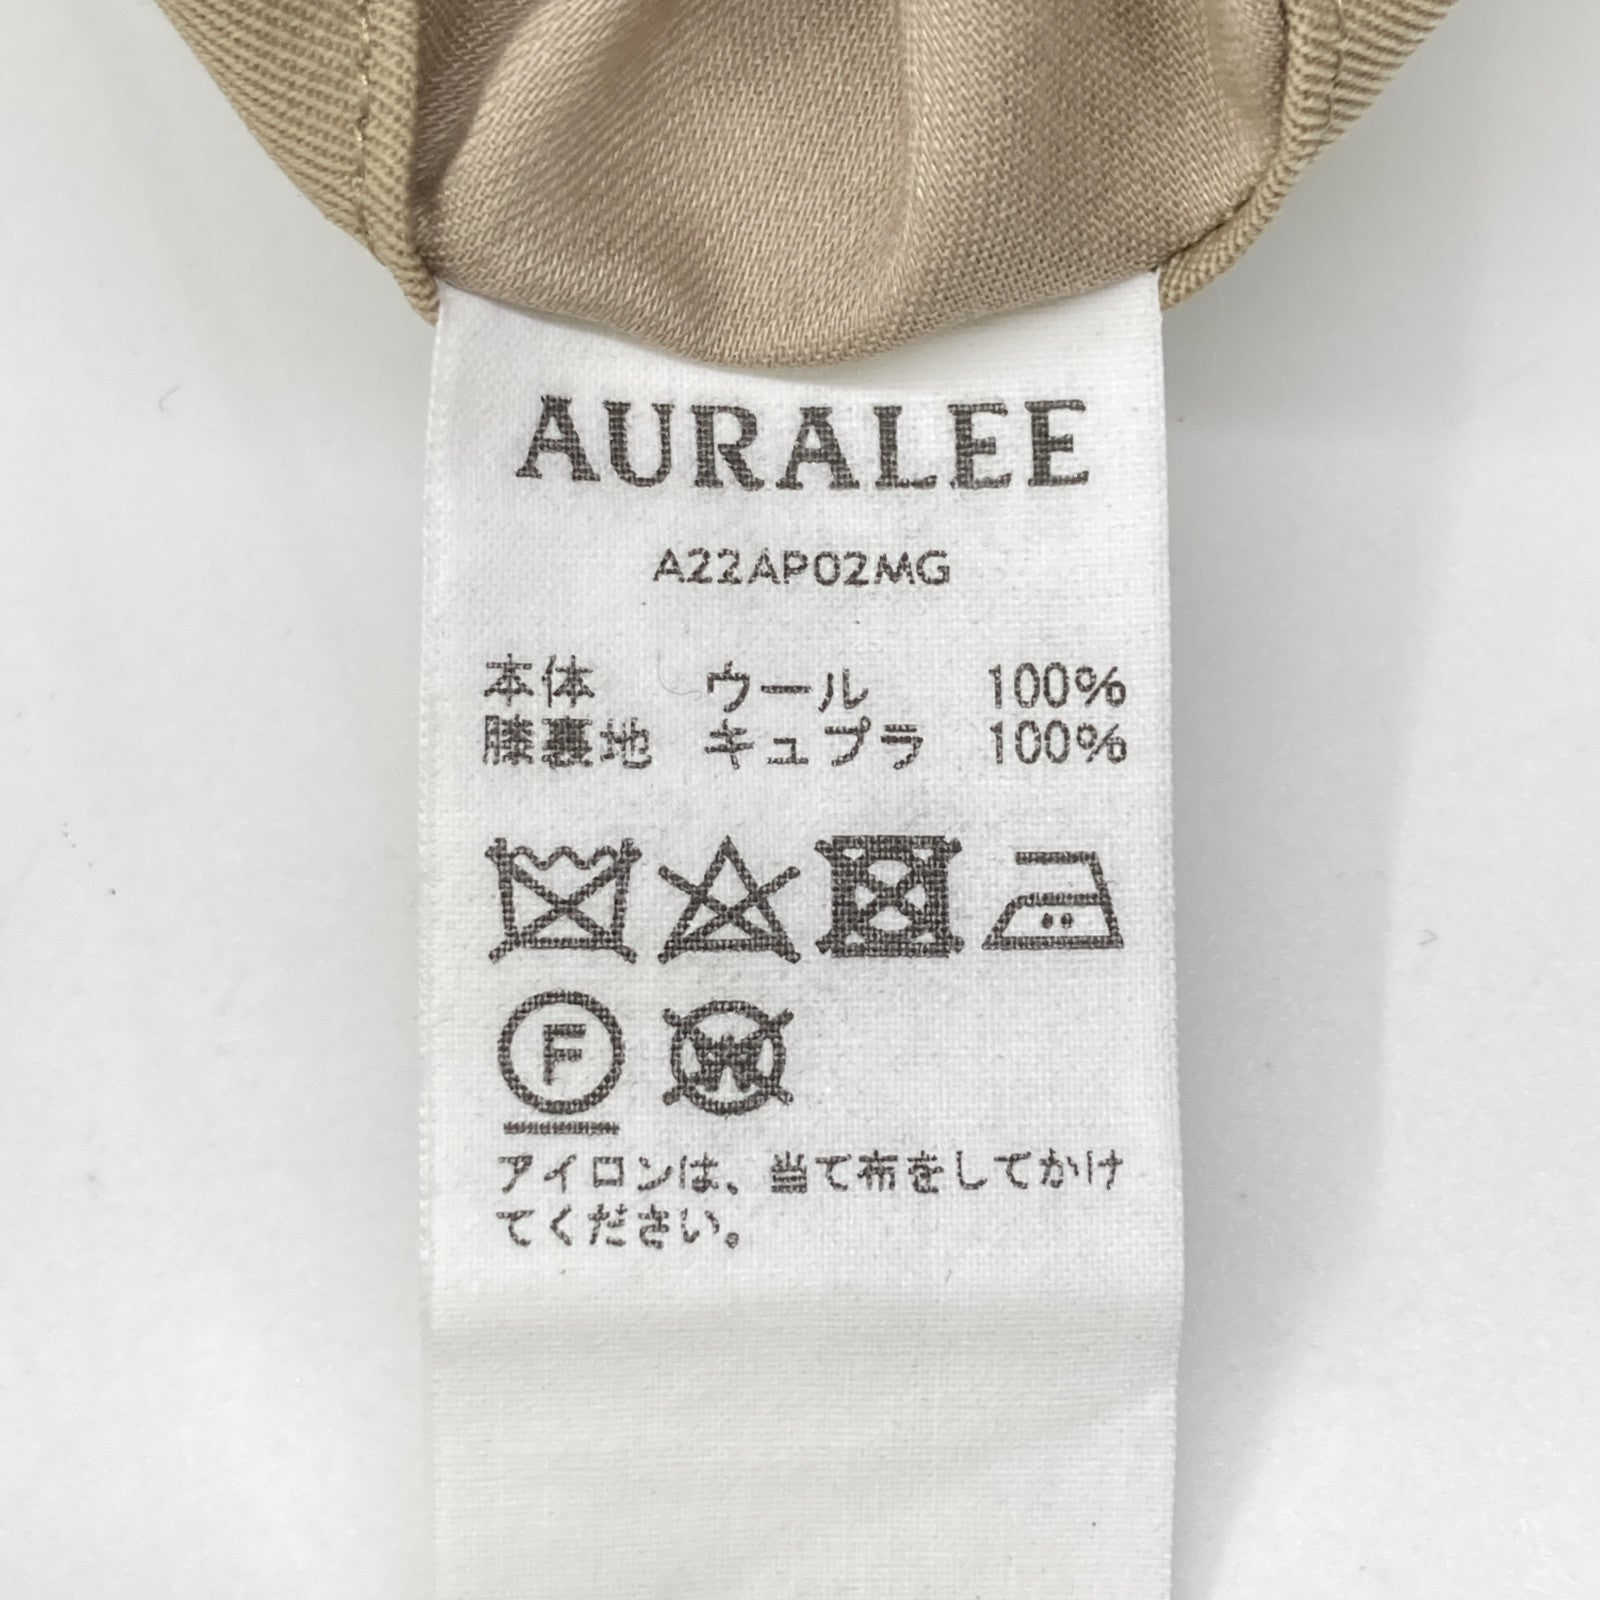 AURALEE
A22AP02MG
本体 ウール 100%
膝裏地 キュプラ 100%
F
W
アイロンは、当て布をしてかけ
てください。